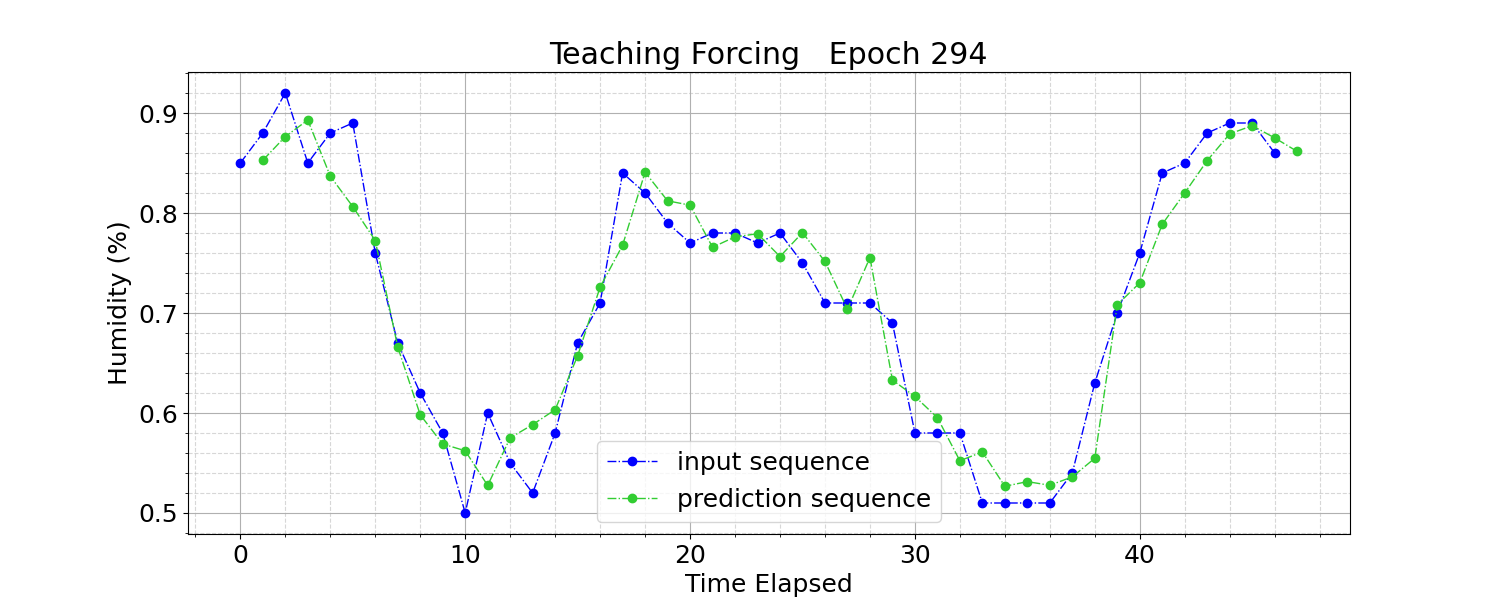 Teaching Forcing   Epoch 294
Humidity (%)
0.9
0.8
0.7
0.6
0.5
input sequence
prediction sequence
0 10 20 30 40
Time Elapsed